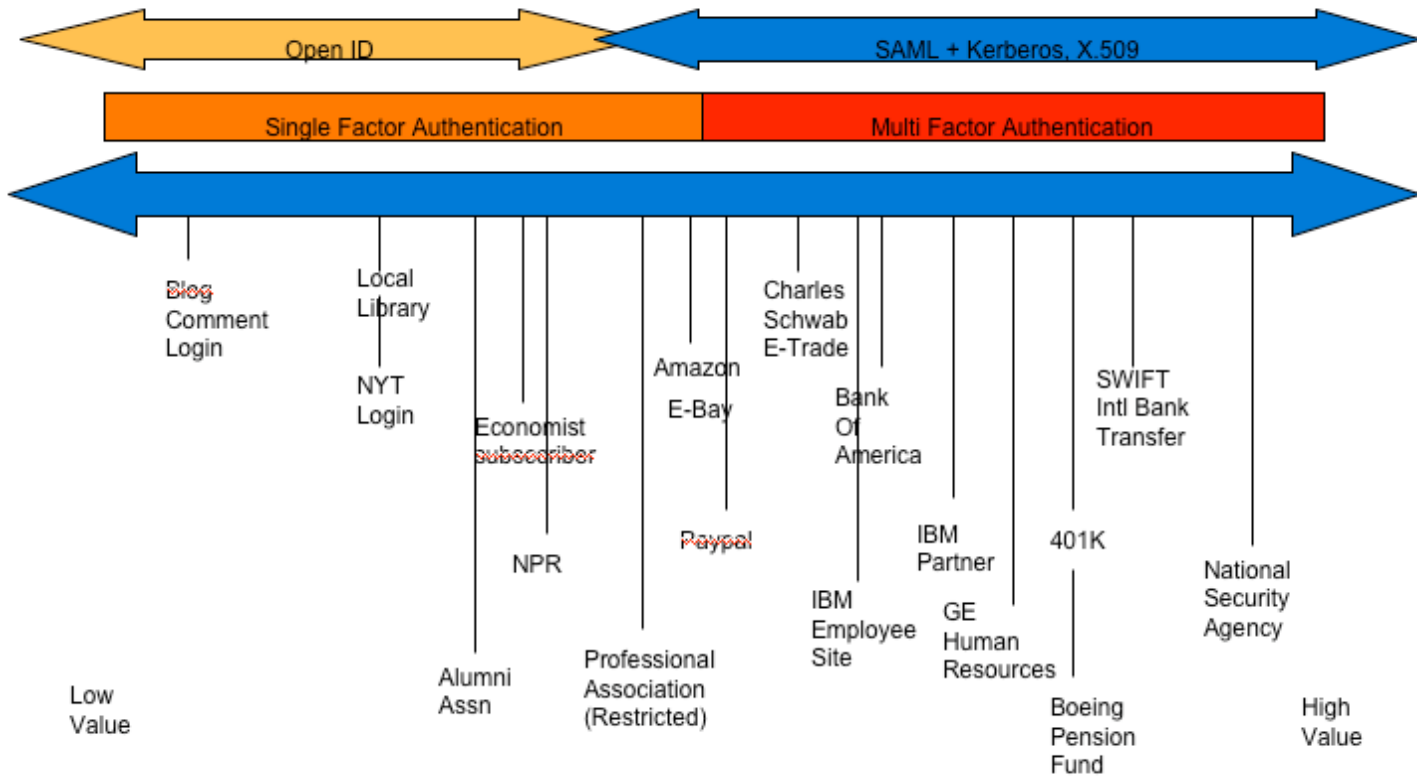 Open ID
SAML + Kerberos, X.509
Single Factor Authentication
Multi Factor Authentication
Blog
Comment
Login
Local
Library
NYT
Login
Alumni
Assn
Economist
subscriber
NPR
Professional
Association
(Restricted)
Amazon
E-Bay
Paypal
Charles
Schwab
E-Trade
IBM
Employee
Site
Bank
Of
America
IBM
Partner
GE
Human
Resources
401K
Boeing
Pension
Fund
SWIFT
Intl Bank
Transfer
National
Security
Agency
Low
Value
High
Value